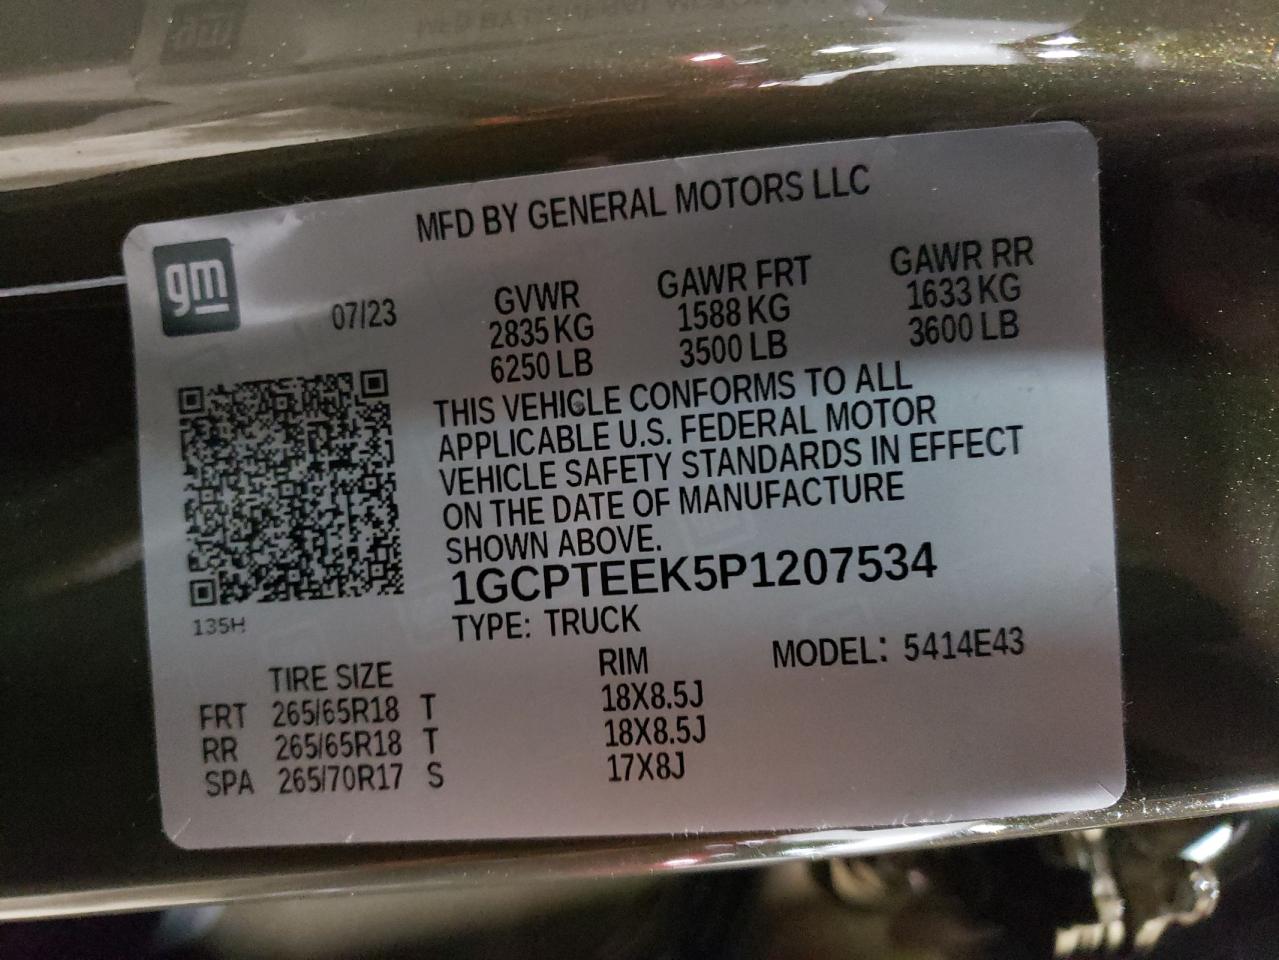 MFD BY GENERAL MOTORS LLC
gm
07/23
GVWR GAWR FRT GAWR RR
2835 KG 1588 KG 1633 KG
6250 LB 3500 LB 3600 LB
THIS VEHICLE CONFORMS TO ALL
APPLICABLE U.S. FEDERAL MOTOR
VEHICLE SAFETY STANDARDS IN EFFECT
ON THE DATE OF MANUFACTURE
SHOWN ABOVE.
1GCPTEEK5P1207534
135H
TYPE: TRUCK
MODEL: 5414E43
TIRE SIZE RIM
FRT 265/65R18 T 18X8.5J
RR 265/65R18 T 18X8.5J
SPA 265/70R17 S 17X8J